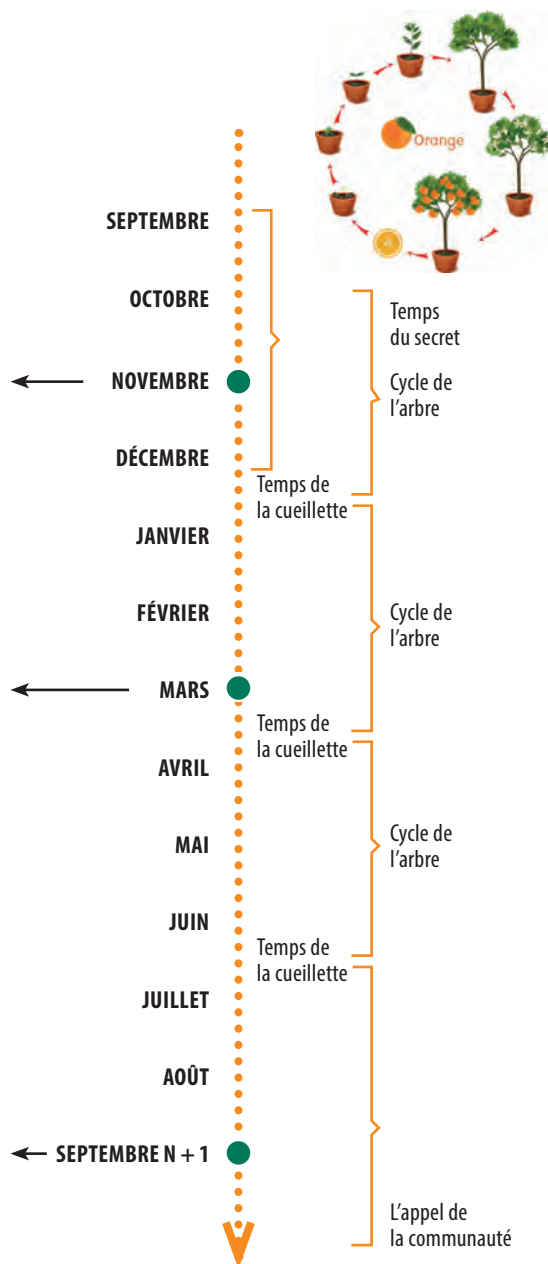 Orange
SEPTEMBRE
OCTOBRE
Temps
du secret
NOVEMBRE
Cycle de
l’arbre
DÉCEMBRE
Temps de
la cueillette
JANVIER
FÉVRIER
Cycle de
l’arbre
MARS
Temps de
la cueillette
AVRIL
MAI
Cycle de
l’arbre
JUIN
Temps de
la cueillette
JUILLET
AOÛT
SEPTEMBRE N + 1
L’appel de
la communauté